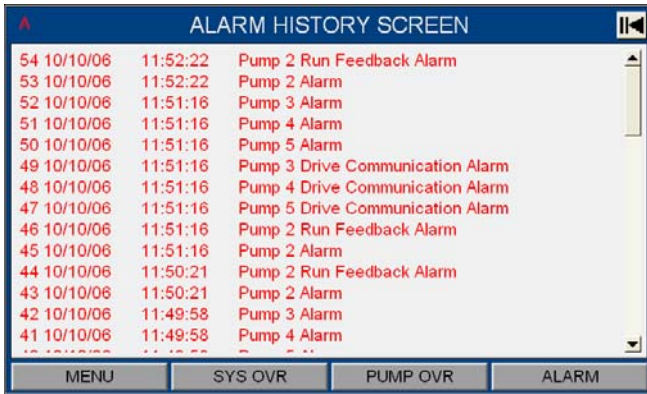 A ALARM HISTORY SCREEN
54 10/10/06 11:52:22 Pump 2 Run Feedback Alarm
53 10/10/06 11:52:22 Pump 2 Alarm
52 10/10/06 11:51:16 Pump 3 Alarm
51 10/10/06 11:51:16 Pump 4 Alarm
50 10/10/06 11:51:16 Pump 5 Alarm
49 10/10/06 11:51:16 Pump 3 Drive Communication Alarm
48 10/10/06 11:51:16 Pump 4 Drive Communication Alarm
47 10/10/06 11:51:16 Pump 5 Drive Communication Alarm
46 10/10/06 11:51:16 Pump 2 Run Feedback Alarm
45 10/10/06 11:51:16 Pump 2 Alarm
44 10/10/06 11:50:21 Pump 2 Run Feedback Alarm
43 10/10/06 11:50:21 Pump 2 Alarm
42 10/10/06 11:49:58 Pump 3 Alarm
41 10/10/06 11:49:58 Pump 4 Alarm
MENU SYS OVR PUMP OVR ALARM